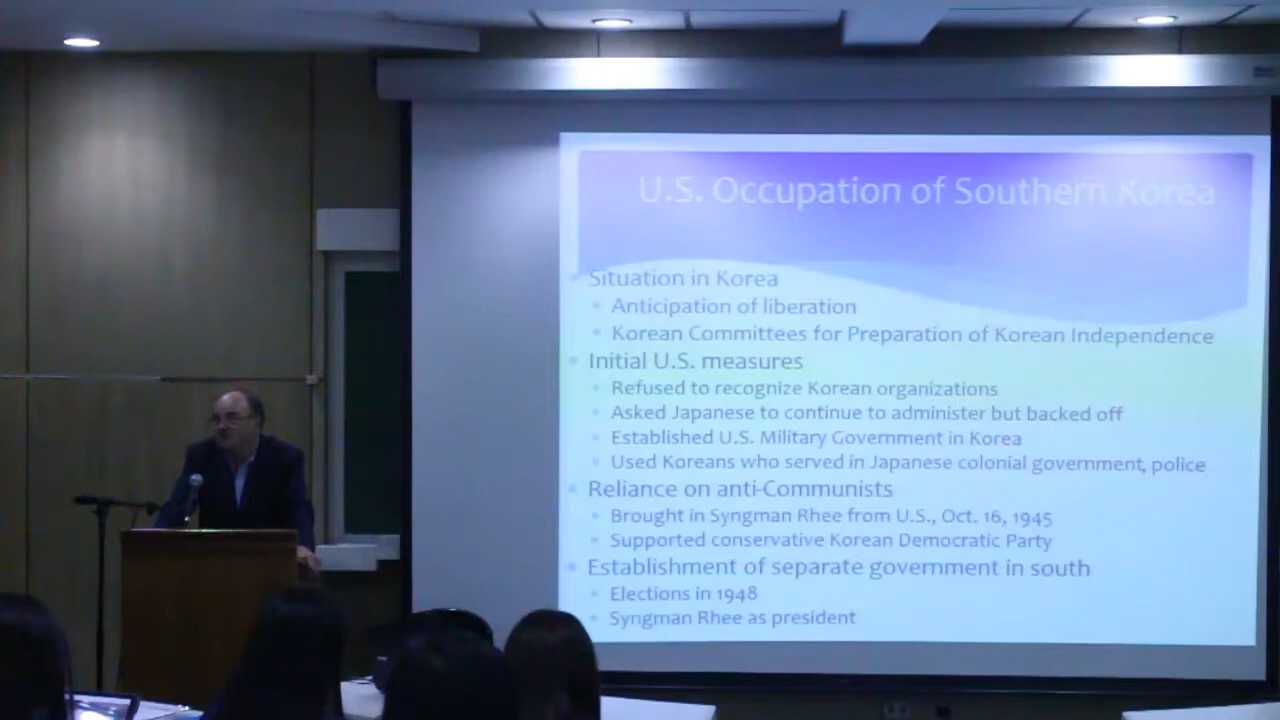 U.S. Occupation of Southern Korea
Situation in Korea
Anticipation of liberation
Korean Committees for Preparation of Korean Independence
Initial U.S. measures
Refused to recognize Korean organizations
Asked Japanese to continue to administer but backed off
Established U.S. Military Government in Korea
Used Koreans who served in Japanese colonial government, police
Reliance on anti-Communists
Brought in Syngman Rhee from U.S., Oct. 16, 1945
Supported conservative Korean Democratic Party
Establishment of separate government in south
Elections in 1948
Syngman Rhee as president